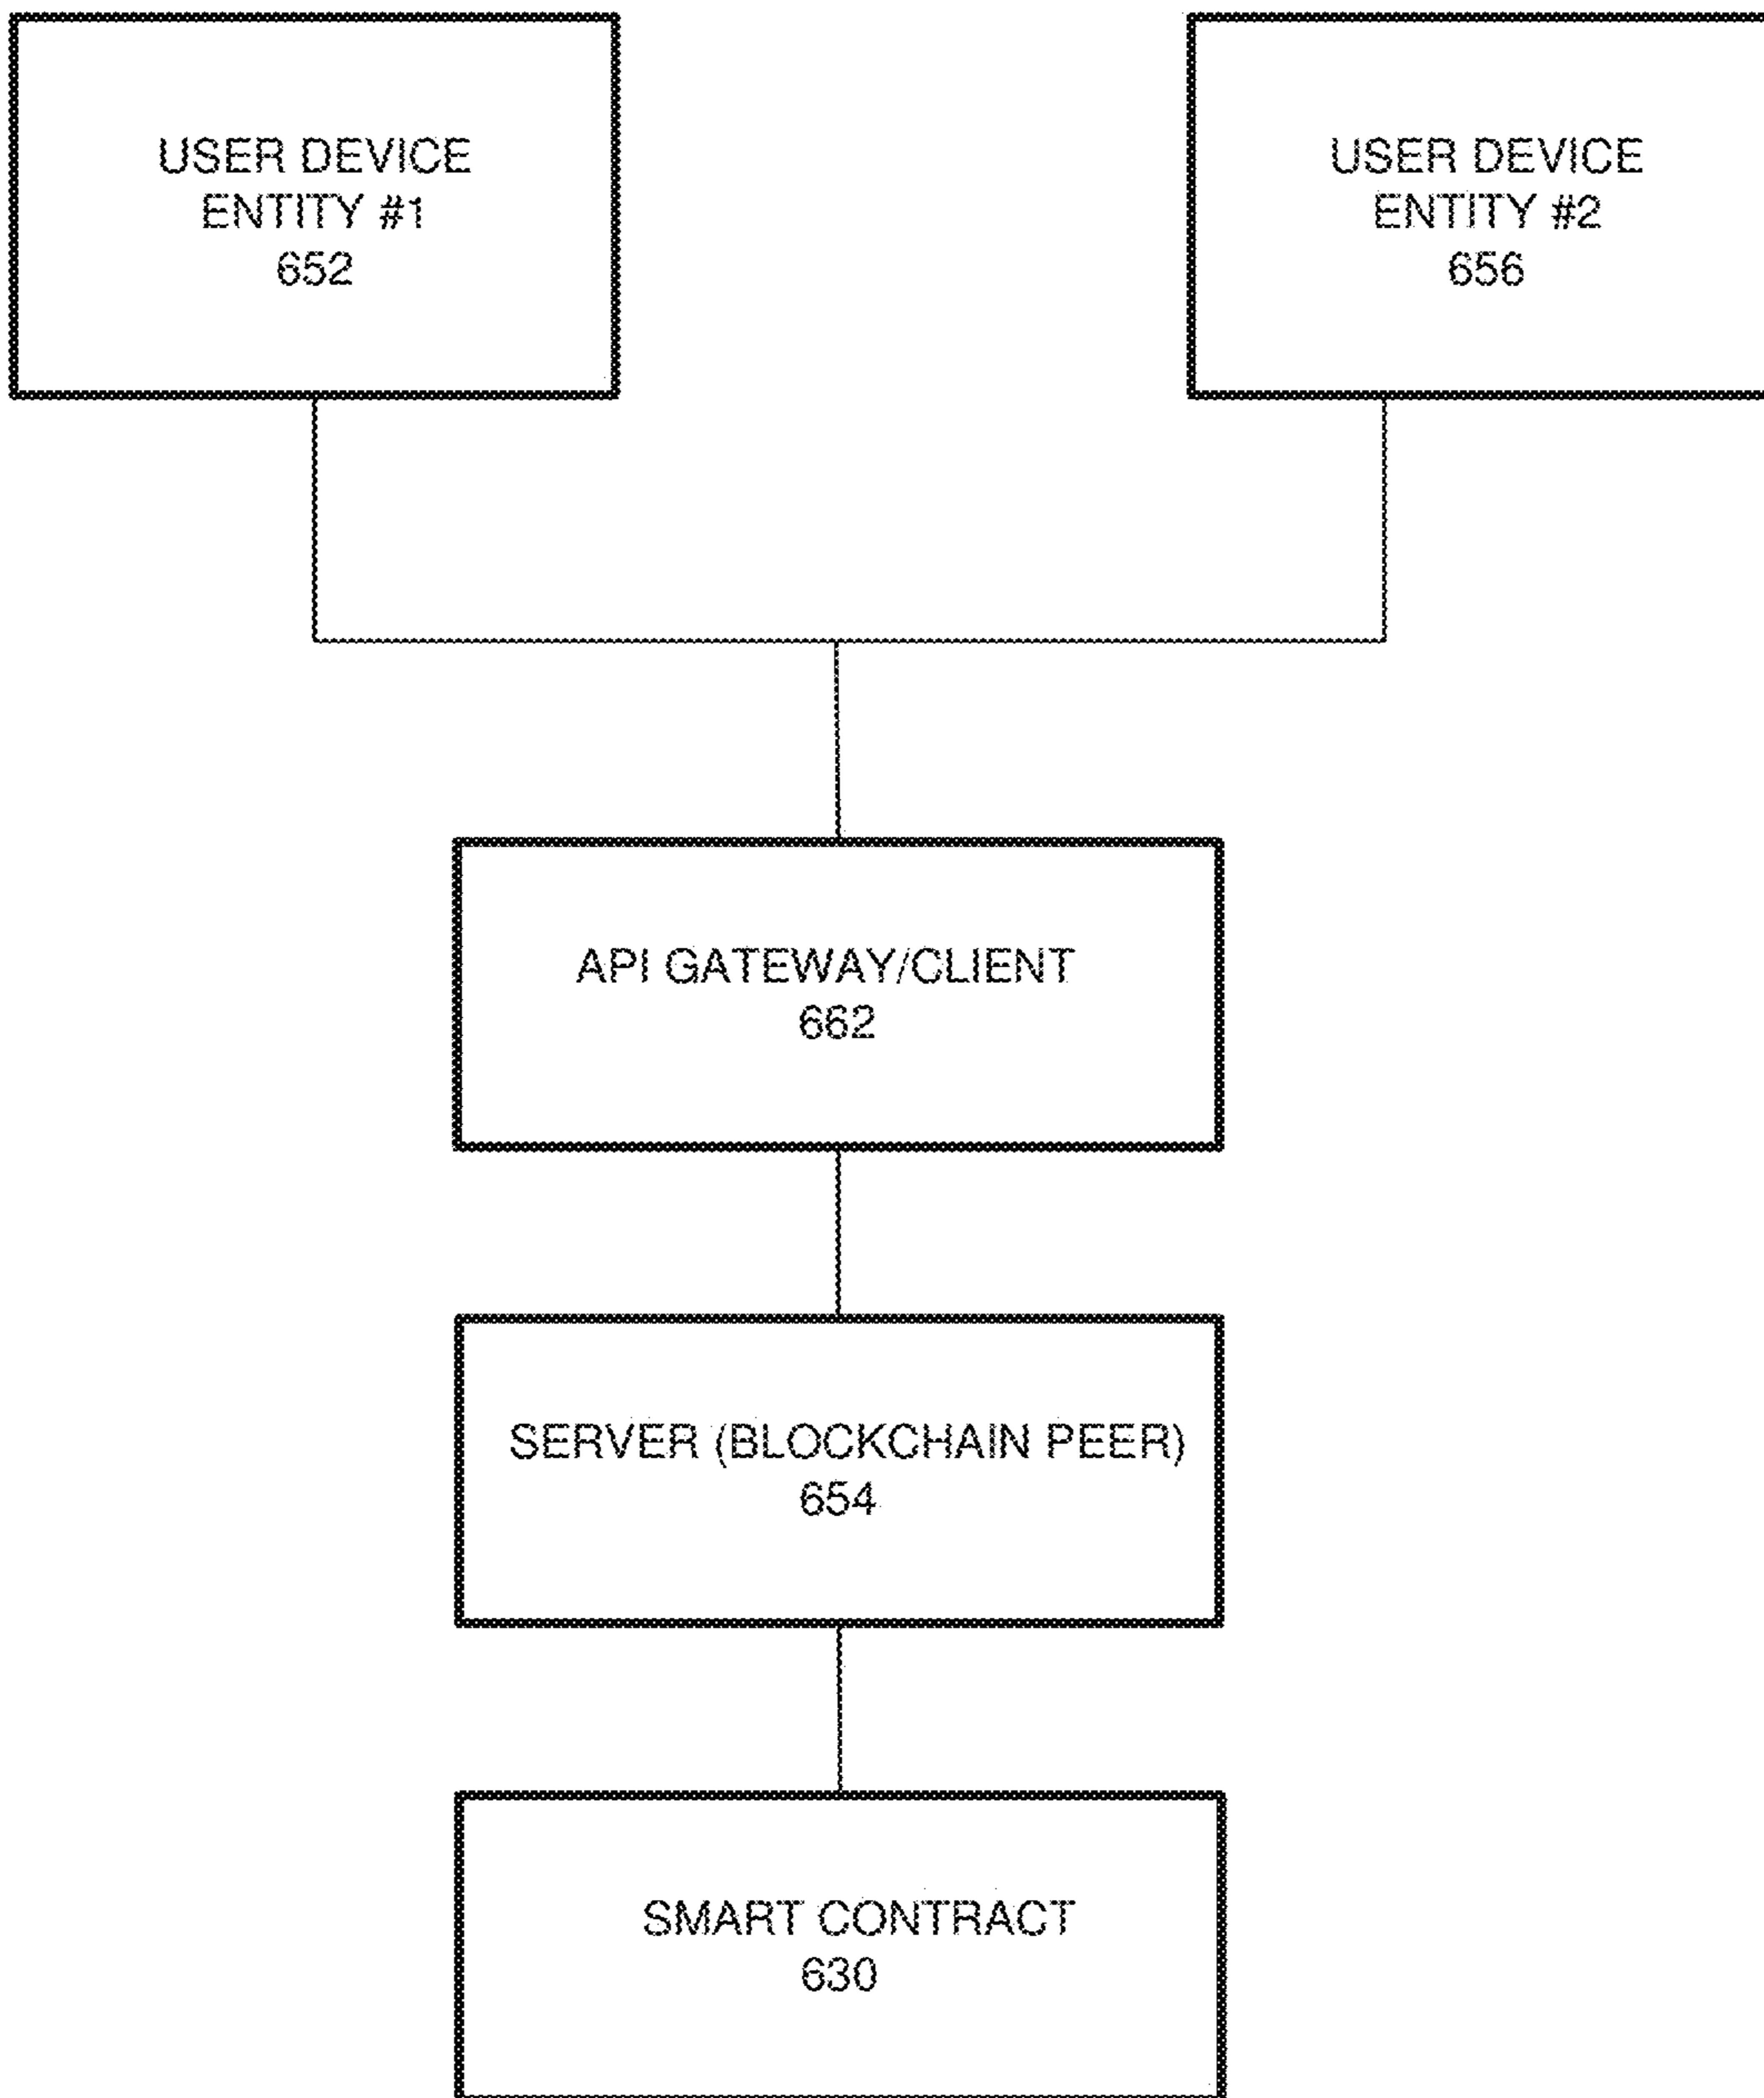 USER DEVICE
ENTITY #1
652
USER DEVICE
ENTITY #2
656
API GATEWAY/CLIENT
662
SERVER (BLOCKCHAIN PEER)
654
SMART CONTRACT
630